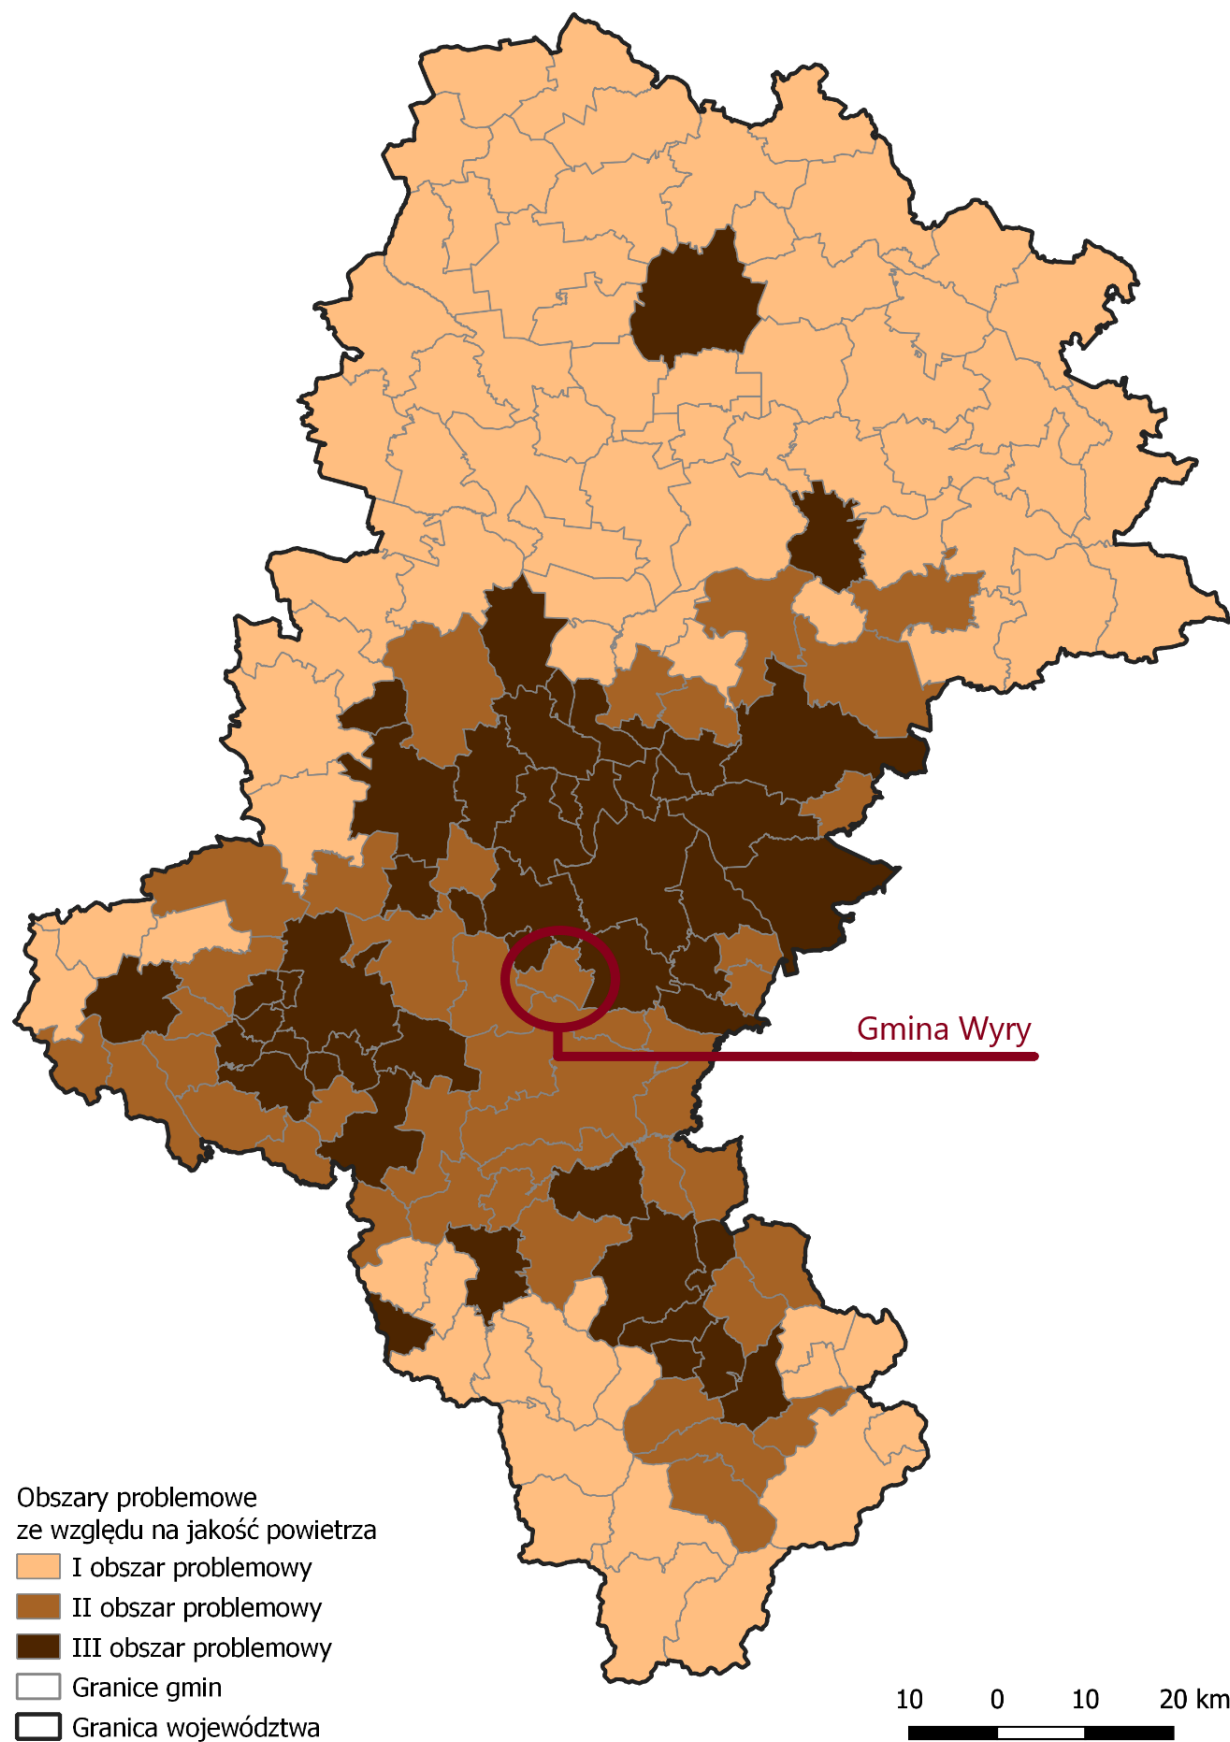 Gmina Wyry
Obszary problemowe
ze względu na jakość powietrza
I obszar problemowy
II obszar problemowy
III obszar problemowy
Granice gmin
Granica województwa
10 0 10 20 km